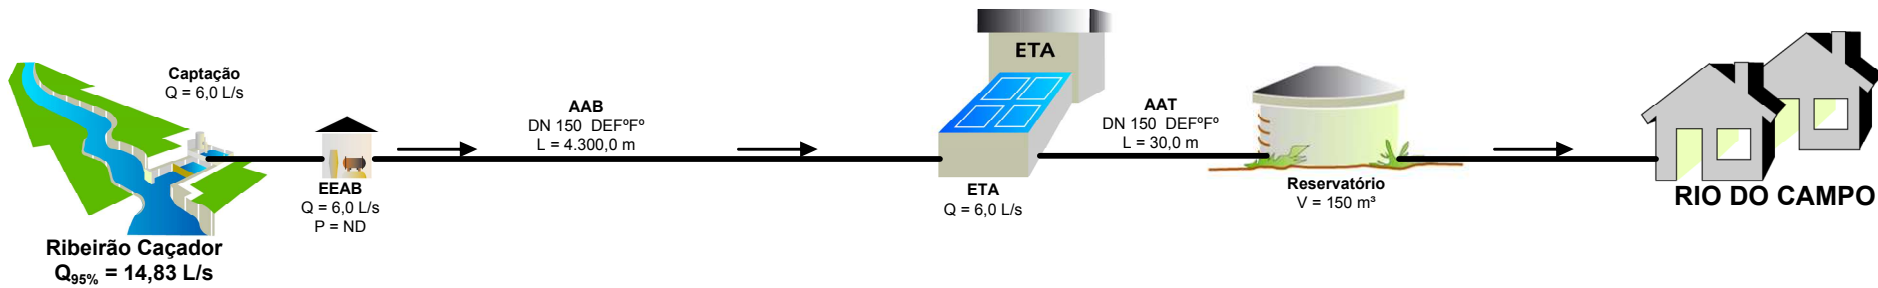 Captação
Q = 6,0 L/s
Ribeirão Caçador
Q95% = 14,83 L/s
EEAB
Q = 6,0 L/s
P = ND
AAB
DN 150 DEFºFº
L = 4.300,0 m
ETA
ETA
Q = 6,0 L/s
AAT
DN 150 DEFºFº
L = 30,0 m
Reservatório
V = 150 m³
RIO DO CAMPO